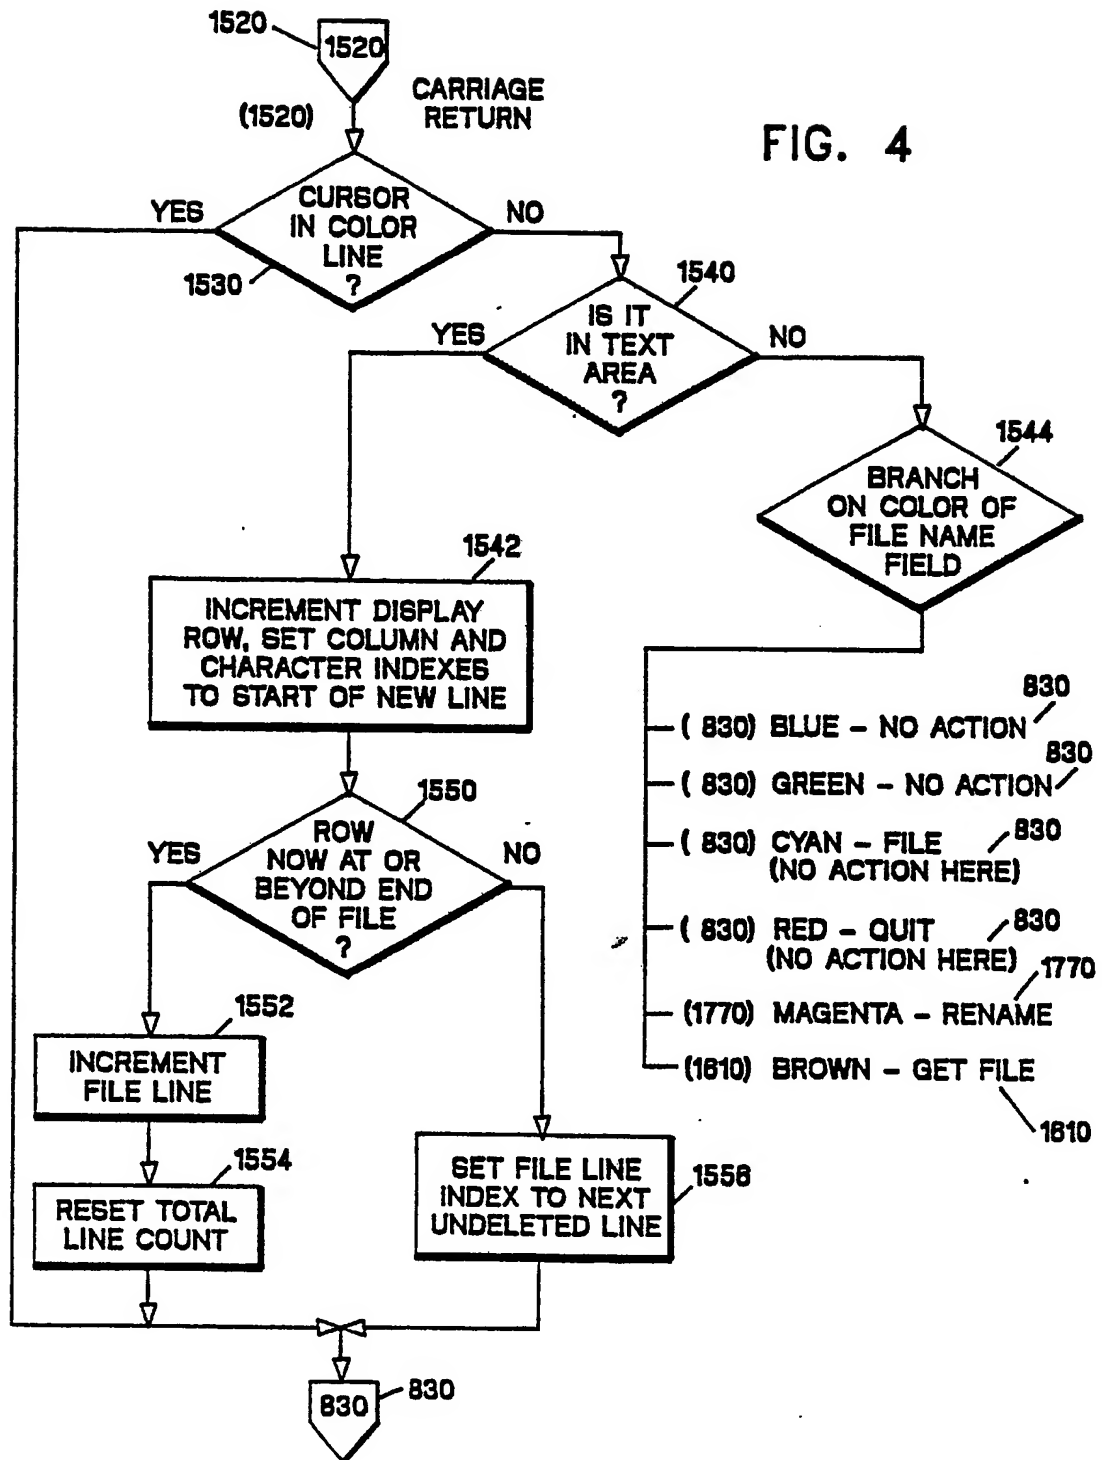 1520
1520
(1520)
CARRIAGE
RETURN
FIG. 4
CURSOR
IN COLOR
LINE
?
YES
NO
1530
IS IT
IN TEXT
AREA
?
1540
YES
NO
BRANCH
ON COLOR OF
FILE NAME
FIELD
1544
1542
INCREMENT DISPLAY
ROW, SET COLUMN AND
CHARACTER INDEXES
TO START OF NEW LINE
(830) BLUE - NO ACTION
830
(830) GREEN - NO ACTION
830
(830) CYAN - FILE
(NO ACTION HERE)
830
(830) RED - QUIT
(NO ACTION HERE)
830
(1770) MAGENTA - RENAME
1770
(1610) BROWN - GET FILE
1610
1550
ROW
NOW AT OR
BEYOND END
OF FILE
?
YES
NO
1552
INCREMENT
FILE LINE
1554
RESET TOTAL
LINE COUNT
SET FILE LINE
INDEX TO NEXT
UNDELETED LINE
1556
830
830